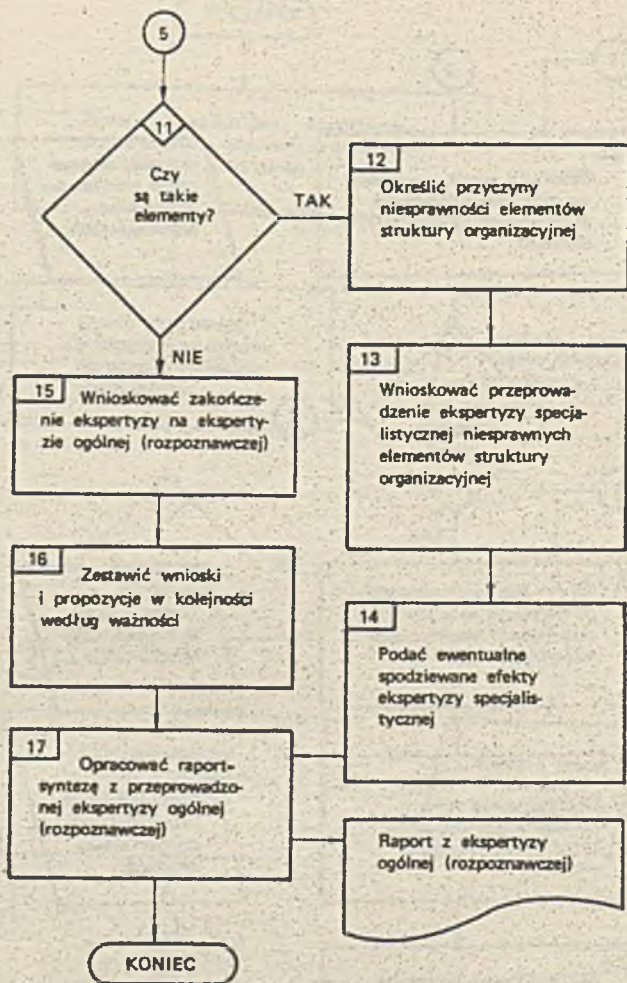 5
11
Czy
są takie
elementy?
TAK
12
Określić przyczyny
niesprawności elementów
struktury organizacyjnej
13
Wnioskować przeprowa-
dzenie ekspertyzy specja-
listycznej niesprawnych
elementów struktury
organizacyjnej
14
Podać ewentualne
spodziewane efekty
ekspertyzy specjalis-
tycznej
NIE
15
Wnioskować zakończe-
nie ekspertyzy na eksperty-
zie ogólnej (rozpoznawczej)
16
Zestawić wnioski
i propozycje w kolejności
według ważności
17
Opracować raport-
syntezę z przeprowadzo-
nej ekspertyzy ogólnej
(rozpoznawczej)
Raport z ekspertyzy
ogólnej (rozpoznawczej)
KONIEC